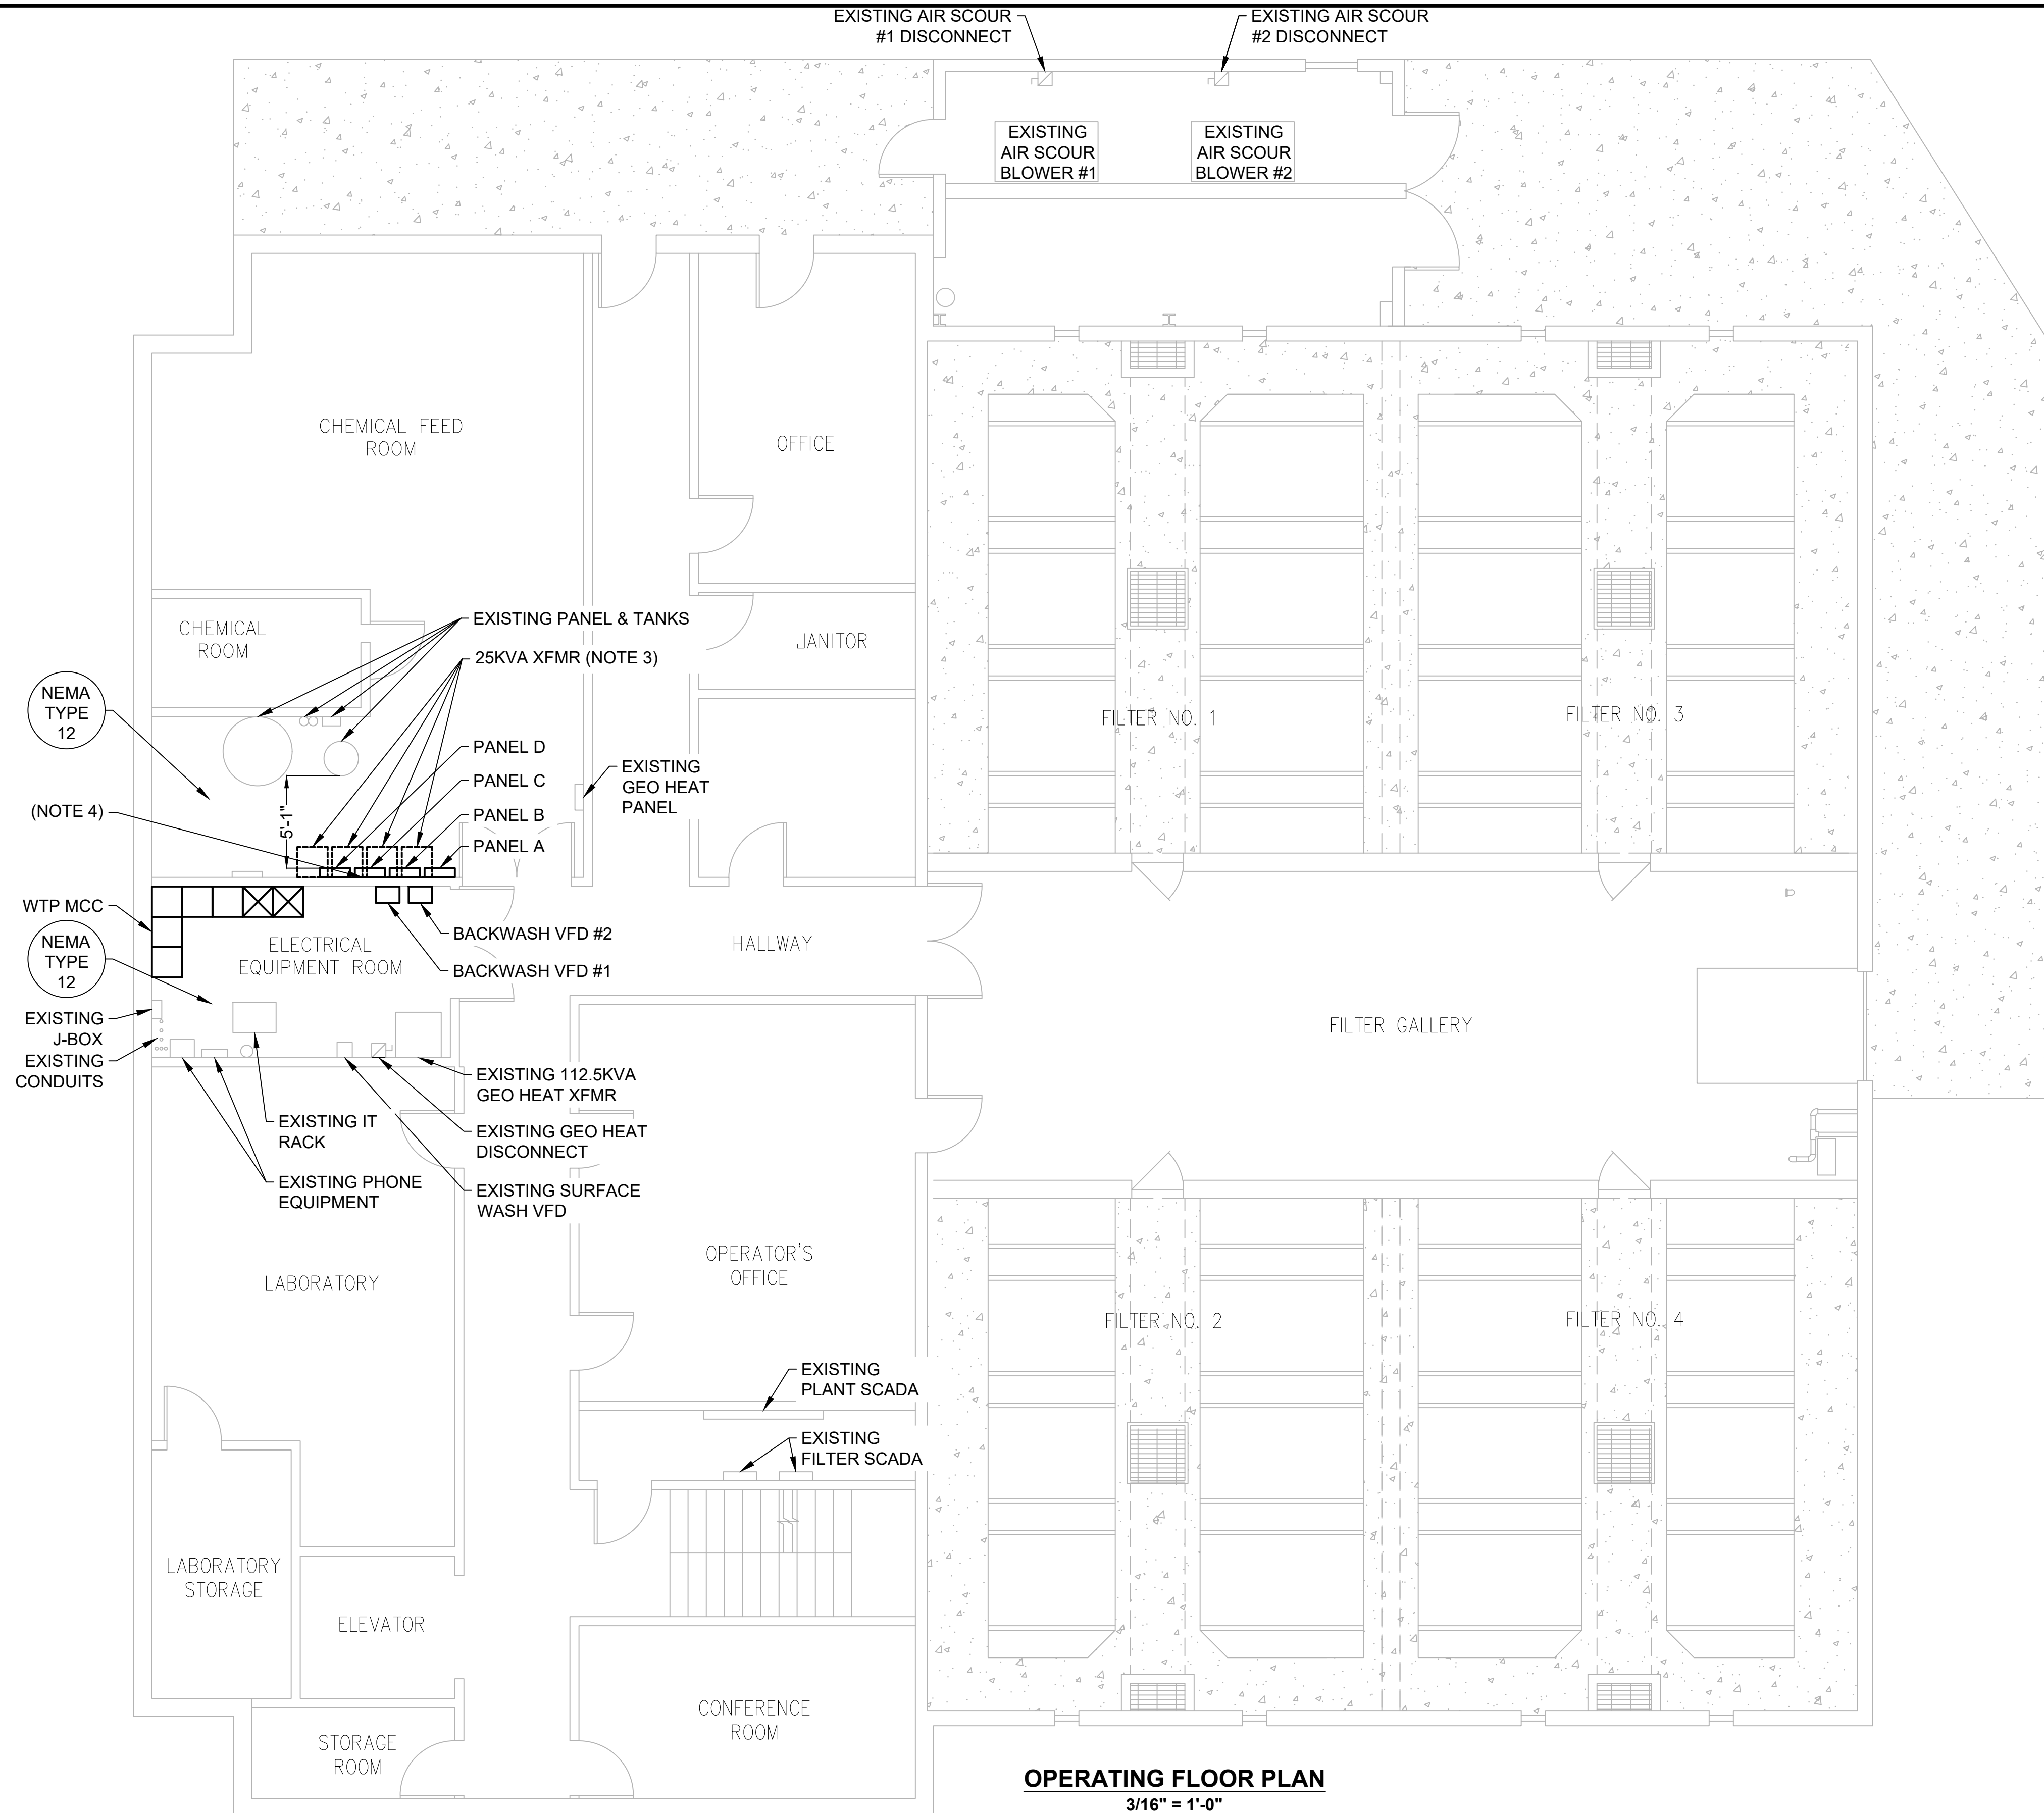 EXISTING AIR SCOUR
#1 DISCONNECT
EXISTING AIR SCOUR
#2 DISCONNECT
EXISTING
AIR SCOUR
BLOWER #1
EXISTING
AIR SCOUR
BLOWER #2
CHEMICAL FEED
ROOM
OFFICE
CHEMICAL
ROOM
EXISTING PANEL & TANKS
25KVA XFMR (NOTE 3)
JANITOR
NEMA
TYPE
12
FILTER NO. 1
FILTER NO. 3
PANEL D
PANEL C
PANEL B
PANEL A
EXISTING
GEO HEAT
PANEL
(NOTE 4)
5'-1"
WTP MCC
NEMA
TYPE
12
ELECTRICAL
EQUIPMENT ROOM
BACKWASH VFD #2
BACKWASH VFD #1
HALLWAY
EXISTING
J-BOX
EXISTING
CONDUITS
FILTER GALLERY
EXISTING 112.5KVA
GEO HEAT XFMR
EXISTING IT
RACK
EXISTING GEO HEAT
DISCONNECT
EXISTING PHONE
EQUIPMENT
EXISTING SURFACE
WASH VFD
LABORATORY
OPERATOR'S
OFFICE
FILTER NO. 2
FILTER NO. 4
EXISTING
PLANT SCADA
EXISTING
FILTER SCADA
LABORATORY
STORAGE
ELEVATOR
CONFERENCE
ROOM
STORAGE
ROOM
OPERATING FLOOR PLAN
3/16" = 1'-0"